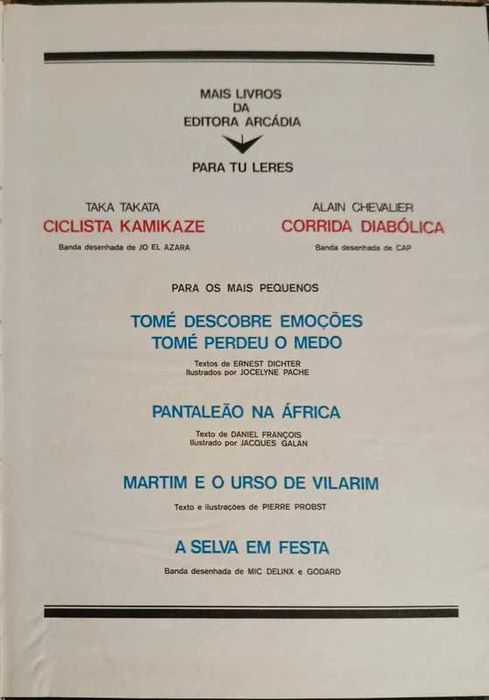 MAIS LIVROS
DA
EDITORA ARCÁDIA
PARA TU LERES
TAKA TAKATA
CICLISTA KAMIKAZE
Banda desenhada de JO EL AZARA
ALAIN CHEVALIER
CORRIDA DIABÓLICA
Banda desenhada de CAP
PARA OS MAIS PEQUENOS
TOMÉ DESCOBRE EMOÇÕES
TOMÉ PERDEU O MEDO
Textos de ERNEST DICHTER
Ilustrados por JOCELYNE PACHE
PANTALEÃO NA ÁFRICA
Texto de DANIEL FRANÇOIS
Ilustrado por JACQUES GALAN
MARTIM E O URSO DE VILARIM
Texto e ilustrações de PIERRE PROBST
A SELVA EM FESTA
Banda desenhada de MIC DELINX e GODARD